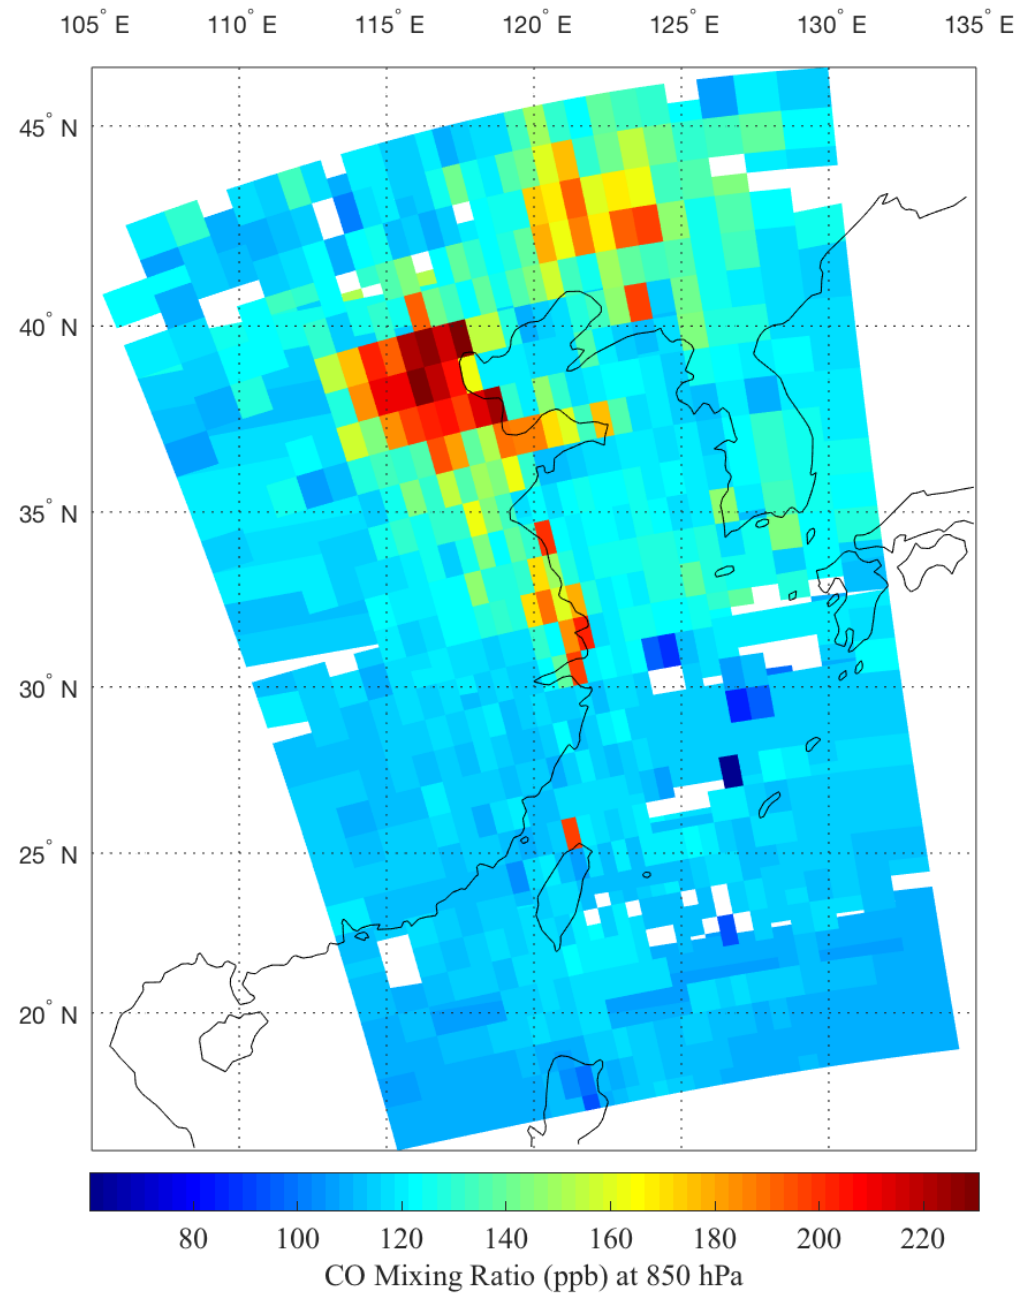 105° E 110° E 115° E 120° E 125° E 130° E 135° E
45° N
40° N
35° N
30° N
25° N
20° N
80 100 120 140 160 180 200 220
CO Mixing Ratio (ppb) at 850 hPa